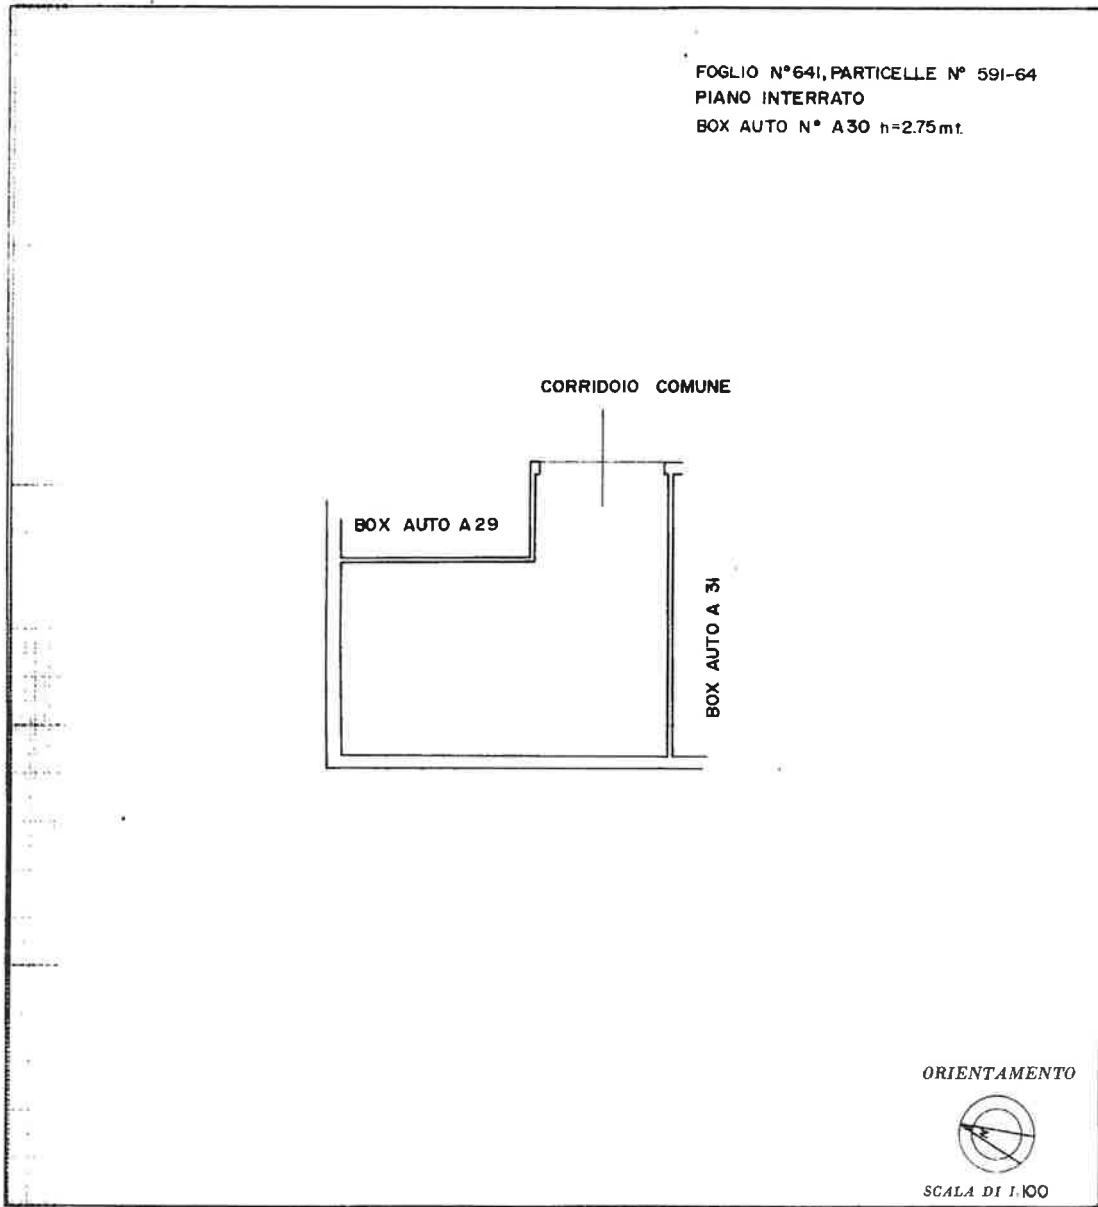 FOGLIO N° 641, PARTICELLE N° 591-64
PIANO INTERRATO
BOX AUTO N° A30 h=2.75mt.
CORRIDOIO COMUNE
BOX AUTO A29
BOX AUTO A 31
ORIENTAMENTO
N
SCALA DI 1:100